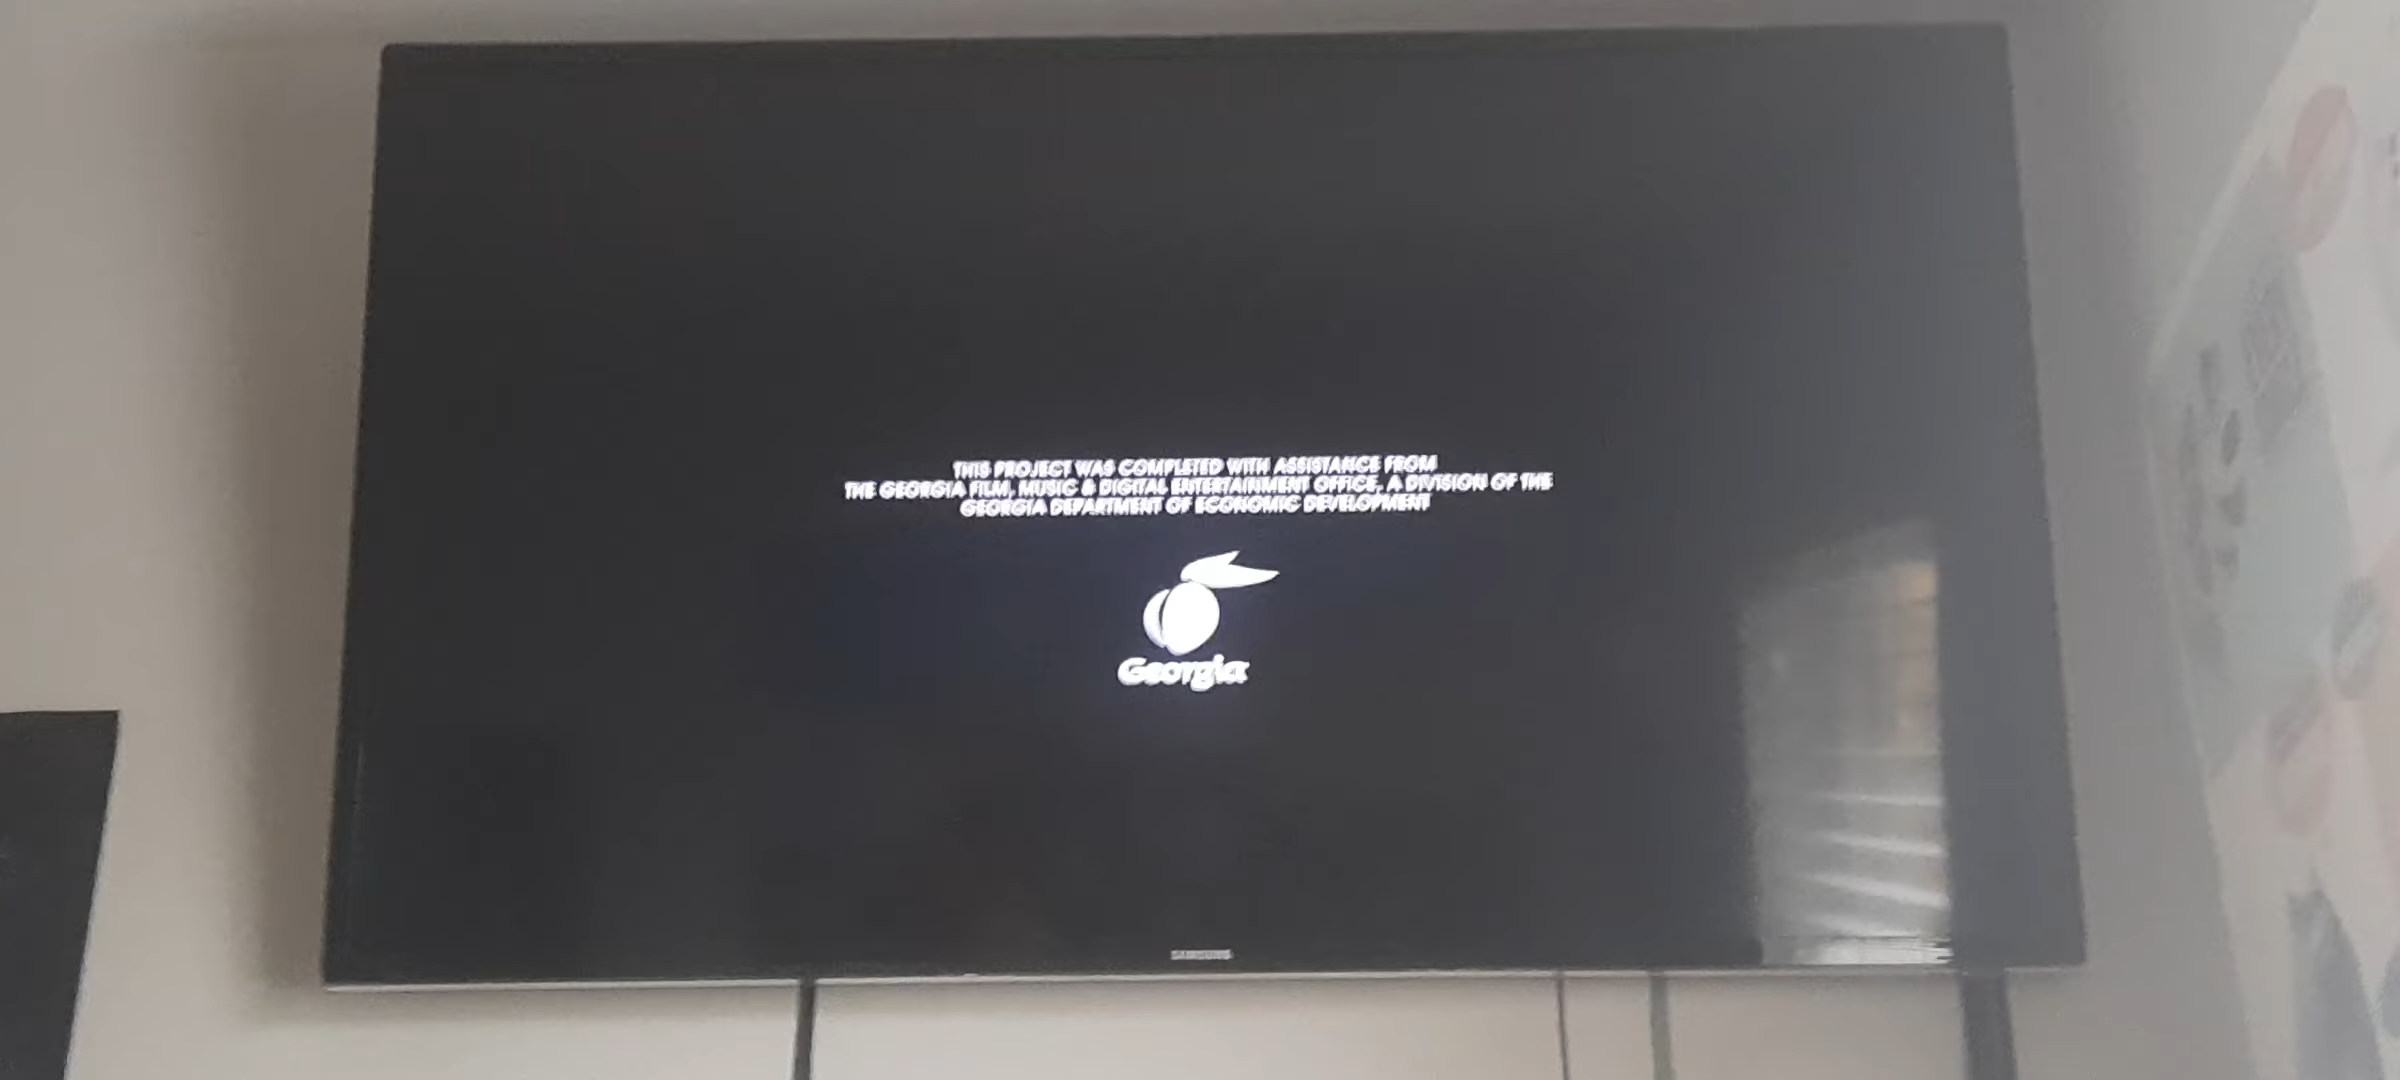 THIS PROJECT WAS COMPLETED WITH ASSISTANCE FROM
THE GEORGIA FILM, MUSIC & DIGITAL ENTERTAINMENT OFFICE, A DIVISION OF THE
GEORGIA DEPARTMENT OF ECONOMIC DEVELOPMENT
Georgia
SAMSUNG